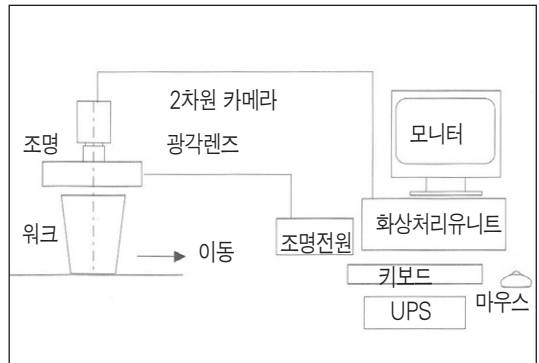 2차원 카메라
모니터
조명
광각렌즈
화상처리유니트
워크
이동
조명전원
키보드
마우스
UPS